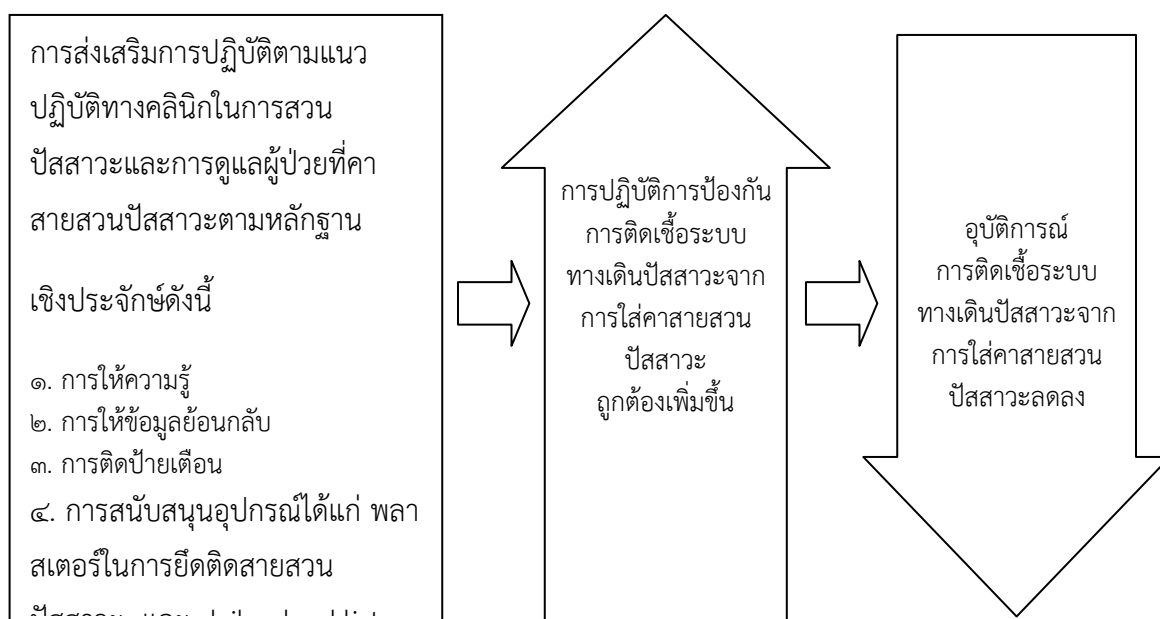 การส่งเสริมการปฏิบัติตามแนว
ปฏิบัติทางคลินิกในการสวน
ปัสสาวะและการดูแลผู้ป่วยที่คา
สายสวนปัสสาวะตามหลักฐาน
เชิงประจักษ์ดังนี้
๑. การให้ความรู้
๒. การให้ข้อมูลย้อนกลับ
๓. การติดป้ายเตือน
๔. การสนับสนุนอุปกรณ์ได้แก่ พลา
สเตอร์ในการยึดติดสายสวน
การปฏิบัติการป้องกัน
การติดเชื้อระบบ
ทางเดินปัสสาวะจาก
การใส่คาสายสวน
ปัสสาวะ
ถูกต้องเพิ่มขึ้น
อุบัติการณ์
การติดเชื้อระบบ
ทางเดินปัสสาวะจาก
การใส่คาสายสวน
ปัสสาวะลดลง